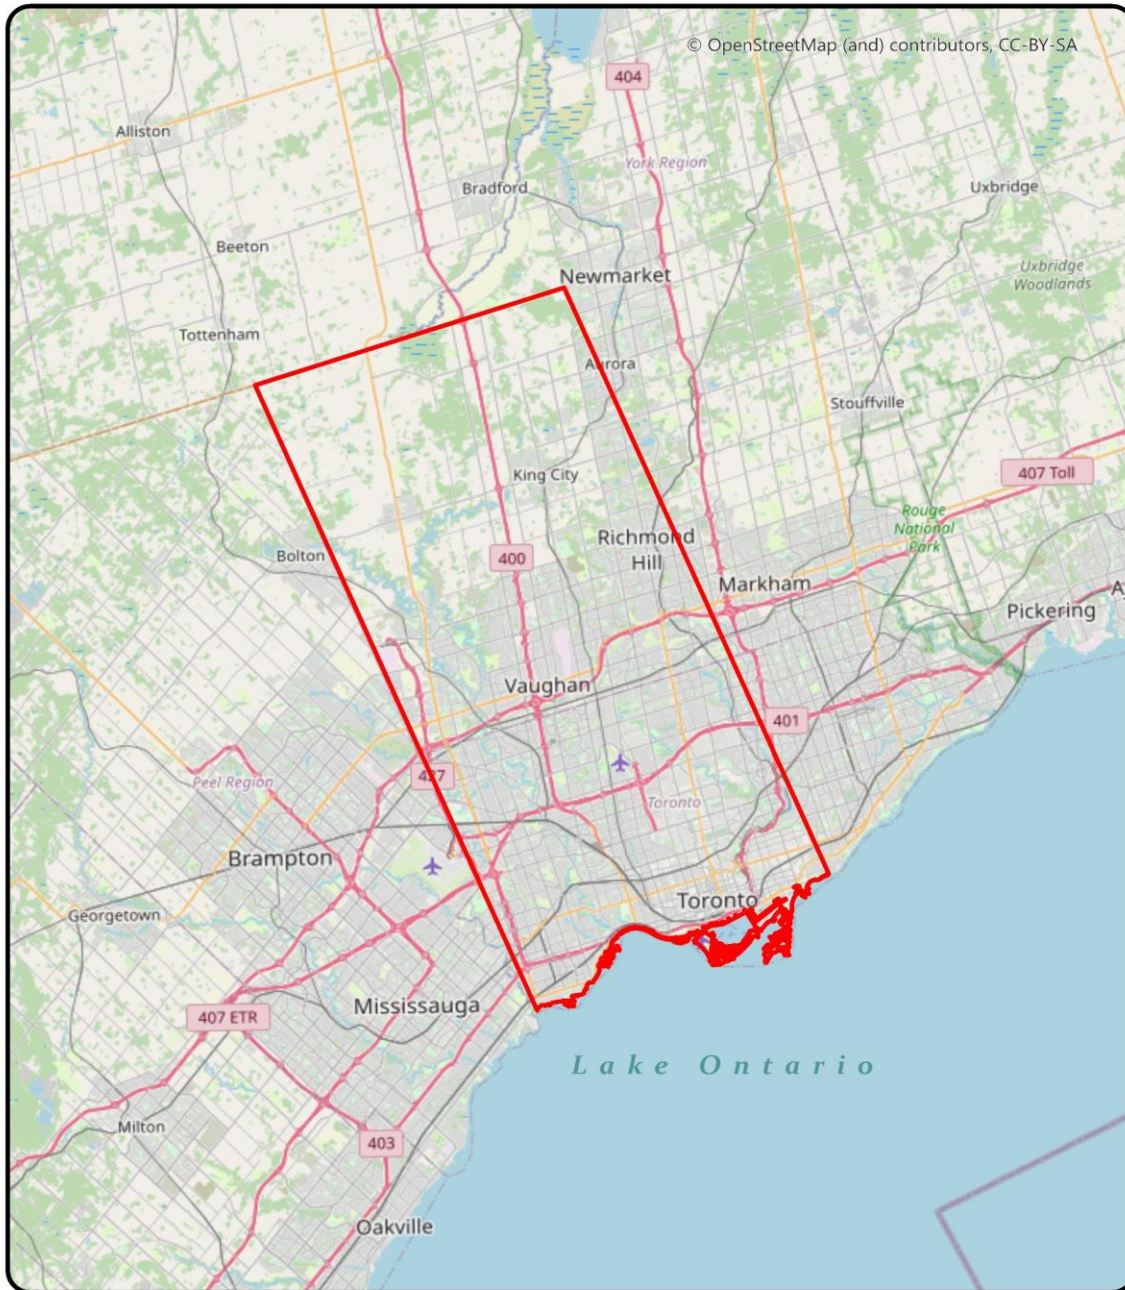 © OpenStreetMap (and) contributors, CC-BY-SA
404
Alliston
York Region
Bradford
Uxbridge
Beeton
Uxbridge
Woodlands
Newmarket
Tottenham
Aurora
Stouffville
King City
407 Toll
Rouge
National
Park
Richmond
Hill
Bolton
400
Markham
Pickering
Vaughan
401
427
Peel Region
Toronto
Brampton
Toronto
Georgetown
Mississauga
407 ETR
Lake Ontario
Milton
403
Oakville